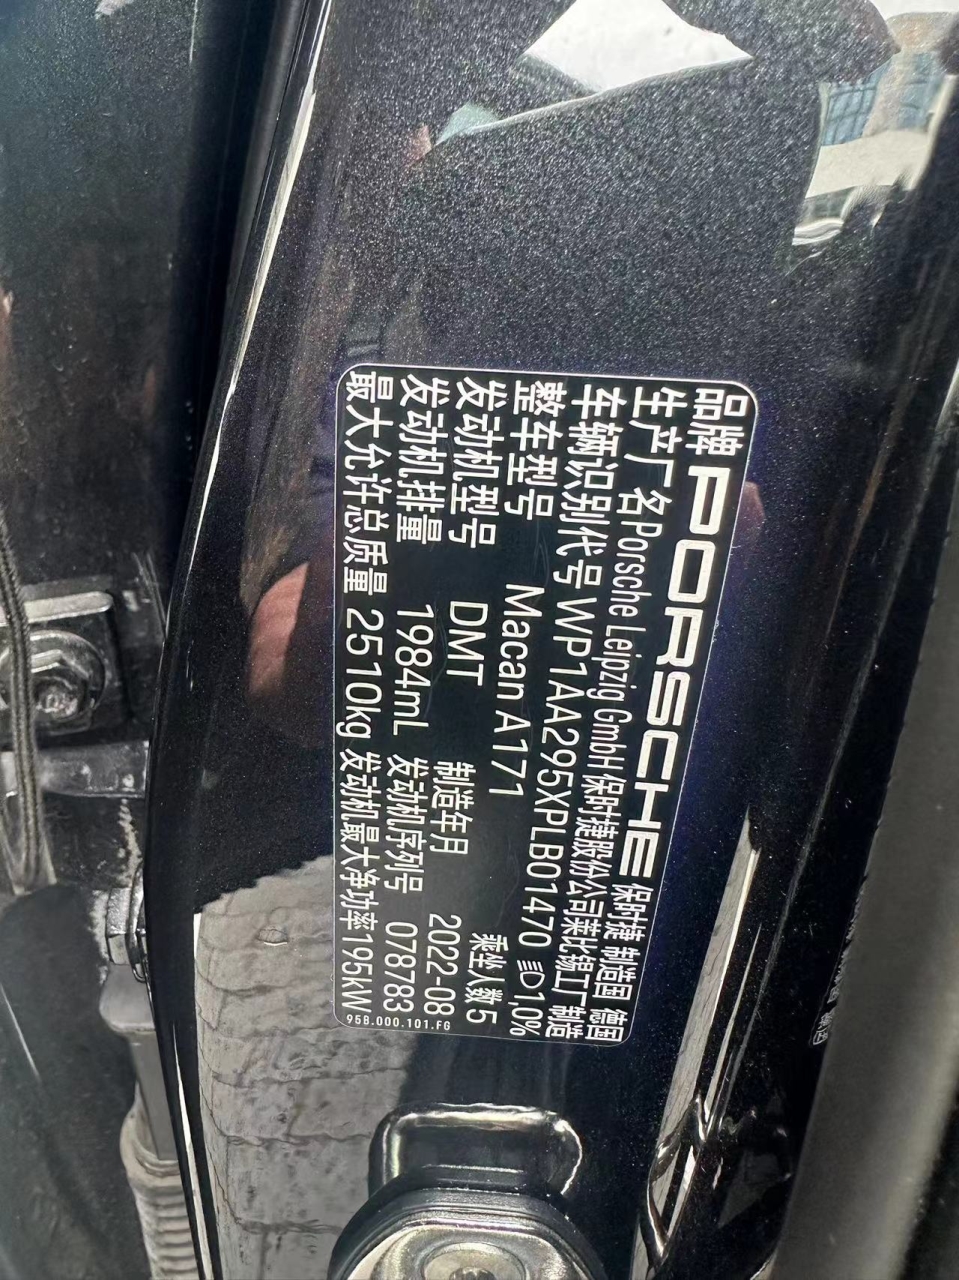 品牌 PORSCHE 保时捷 制造国 德国
生产厂名Porsche Leipzig GmbH 保时捷股份公司莱比锡工厂制造
车辆识别代号 WP1AA295XPLB01470 1,0%
整车型号 Macan A171 乘坐人数 5
发动机型号 DMT 制造年月 2022-08
发动机排量 1984mL 发动机序列号 078783
最大允许总质量 2510kg 发动机最大净功率195kW
95B.000.101.FG